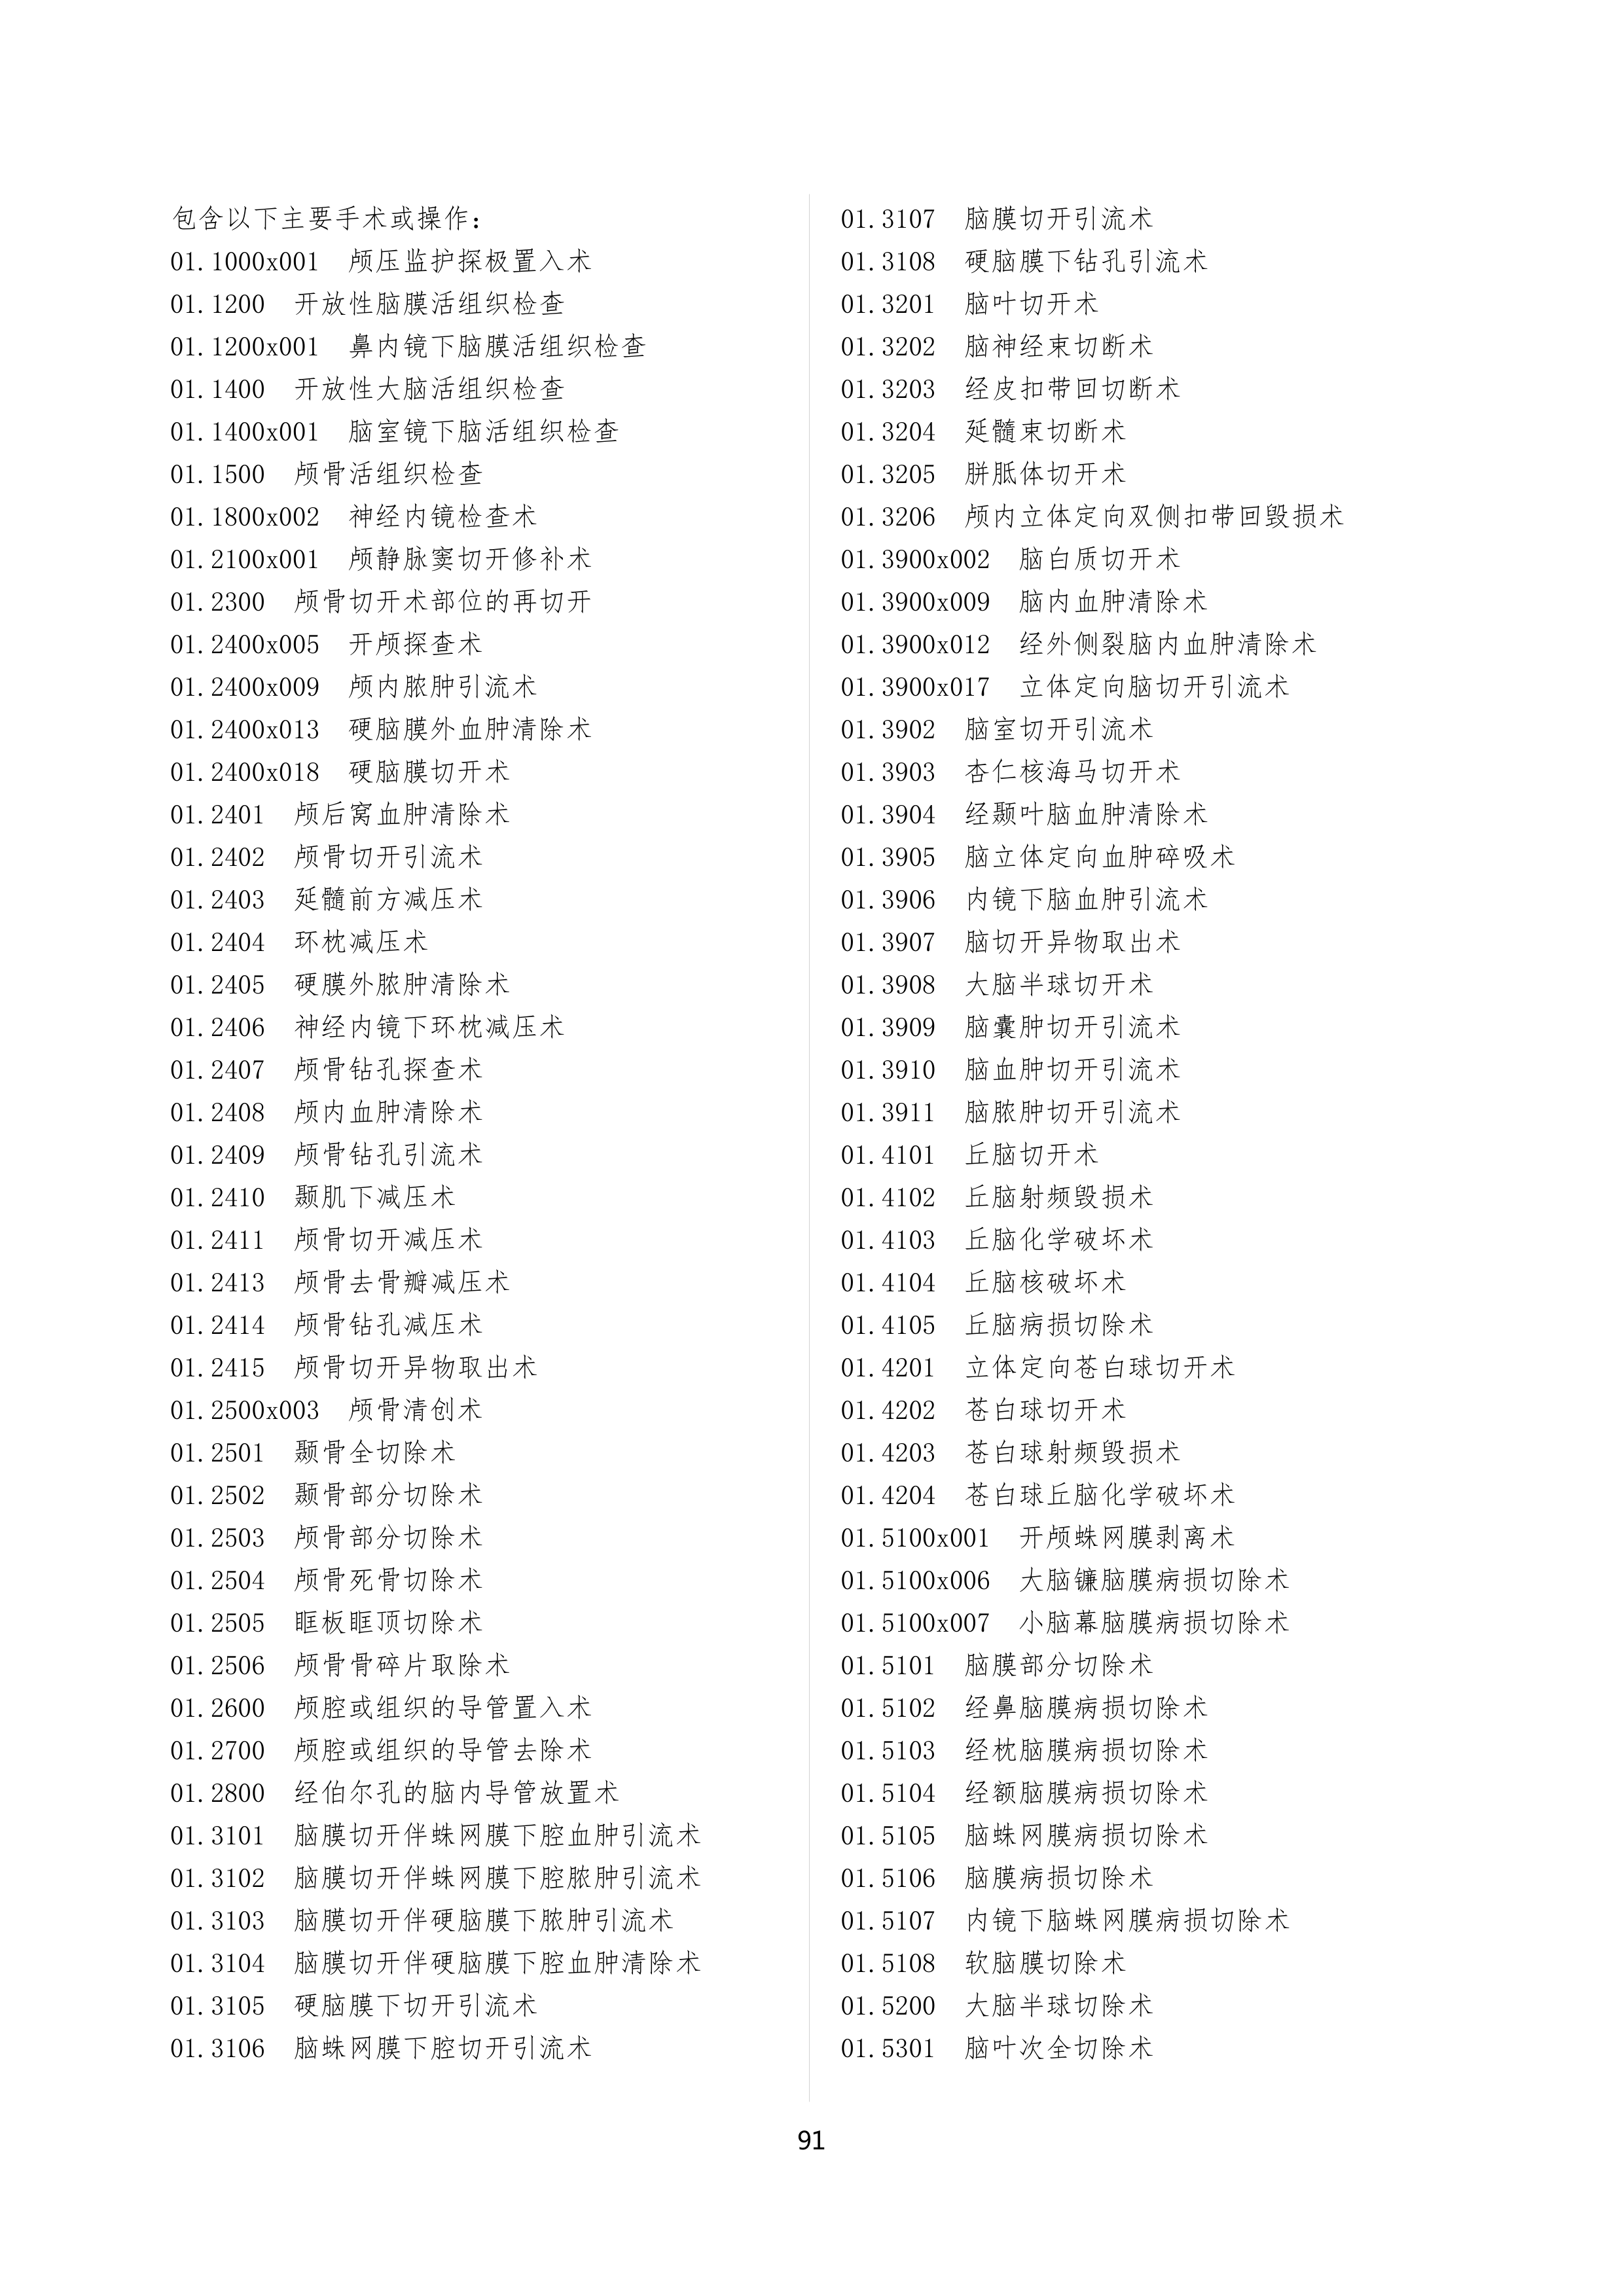 包含以下主要手术或操作：
01.1000x001 颅压监护探极置入术
01.1200 开放性脑膜活组织检查
01.1200x001 鼻内镜下脑膜活组织检查
01.1400 开放性大脑活组织检查
01.1400x001 脑室镜下脑活组织检查
01.1500 颅骨活组织检查
01.1800x002 神经内镜检查术
01.2100x001 颅静脉窦切开修补术
01.2300 颅骨切开术部位的再切开
01.2400x005 开颅探查术
01.2400x009 颅内脓肿引流术
01.2400x013 硬脑膜外血肿清除术
01.2400x018 硬脑膜切开术
01.2401 颅后窝血肿清除术
01.2402 颅骨切开引流术
01.2403 延髓前方减压术
01.2404 环枕减压术
01.2405 硬膜外脓肿清除术
01.2406 神经内镜下环枕减压术
01.2407 颅骨钻孔探查术
01.2408 颅内血肿清除术
01.2409 颅骨钻孔引流术
01.2410 颞肌下减压术
01.2411 颅骨切开减压术
01.2413 颅骨去骨瓣减压术
01.2414 颅骨钻孔减压术
01.2415 颅骨切开异物取出术
01.2500x003 颅骨清创术
01.2501 颞骨全切除术
01.2502 颞骨部分切除术
01.2503 颅骨部分切除术
01.2504 颅骨死骨切除术
01.2505 眶板眶顶切除术
01.2506 颅骨骨碎片取除术
01.2600 颅腔或组织的导管置入术
01.2700 颅腔或组织的导管去除术
01.2800 经伯尔孔的脑内导管放置术
01.3101 脑膜切开伴蛛网膜下腔血肿引流术
01.3102 脑膜切开伴蛛网膜下腔脓肿引流术
01.3103 脑膜切开伴硬脑膜下脓肿引流术
01.3104 脑膜切开伴硬脑膜下腔血肿清除术
01.3105 硬脑膜下切开引流术
01.3106 脑蛛网膜下腔切开引流术
01.3107 脑膜切开引流术
01.3108 硬脑膜下钻孔引流术
01.3201 脑叶切开术
01.3202 脑神经束切断术
01.3203 经皮扣带回切断术
01.3204 延髓束切断术
01.3205 胼胝体切开术
01.3206 颅内立体定向双侧扣带回毁损术
01.3900x002 脑白质切开术
01.3900x009 脑内血肿清除术
01.3900x012 经外侧裂脑内血肿清除术
01.3900x017 立体定向脑切开引流术
01.3902 脑室切开引流术
01.3903 杏仁核海马切开术
01.3904 经颞叶脑血肿清除术
01.3905 脑立体定向血肿碎吸术
01.3906 内镜下脑血肿引流术
01.3907 脑切开异物取出术
01.3908 大脑半球切开术
01.3909 脑囊肿切开引流术
01.3910 脑血肿切开引流术
01.3911 脑脓肿切开引流术
01.4101 丘脑切开术
01.4102 丘脑射频毁损术
01.4103 丘脑化学破坏术
01.4104 丘脑核破坏术
01.4105 丘脑病损切除术
01.4201 立体定向苍白球切开术
01.4202 苍白球切开术
01.4203 苍白球射频毁损术
01.4204 苍白球丘脑化学破坏术
01.5100x001 开颅蛛网膜剥离术
01.5100x006 大脑镰脑膜病损切除术
01.5100x007 小脑幕脑膜病损切除术
01.5101 脑膜部分切除术
01.5102 经鼻脑膜病损切除术
01.5103 经枕脑膜病损切除术
01.5104 经额脑膜病损切除术
01.5105 脑蛛网膜病损切除术
01.5106 脑膜病损切除术
01.5107 内镜下脑蛛网膜病损切除术
01.5108 软脑膜切除术
01.5200 大脑半球切除术
01.5301 脑叶次全切除术
91